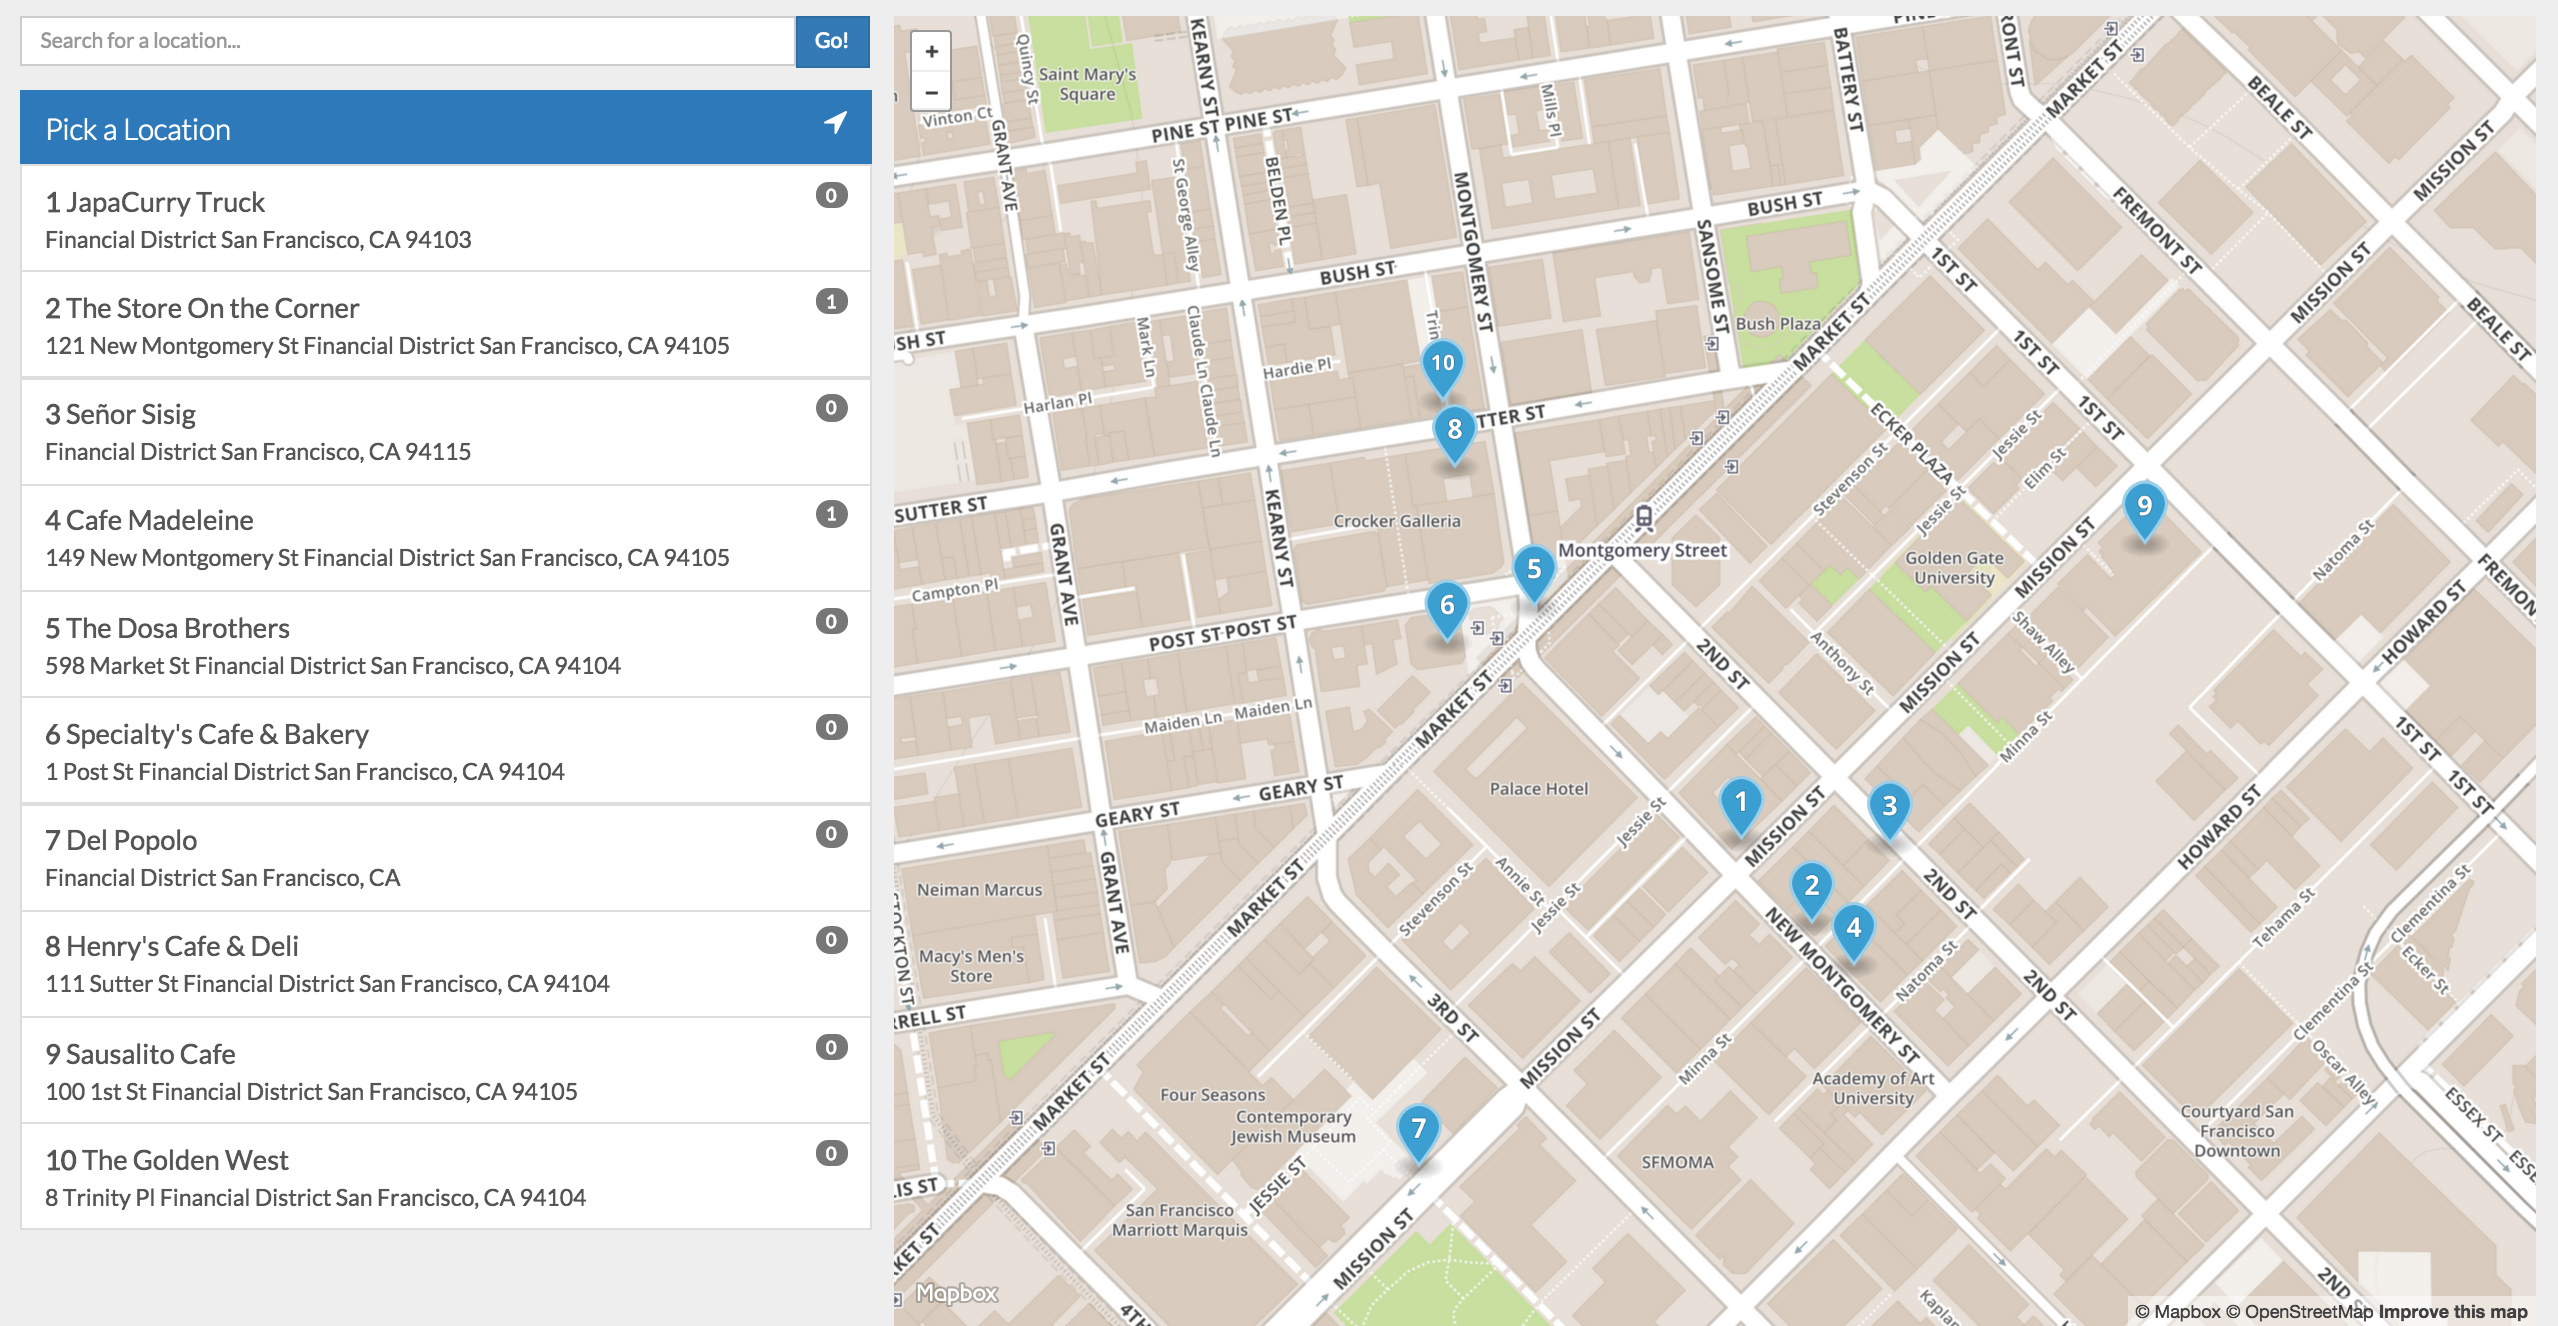 Search for a location...
Go!
Pick a Location
1 JapaCurry Truck
0
Financial District San Francisco, CA 94103
2 The Store On the Corner
1
121 New Montgomery St Financial District San Francisco, CA 94105
3 Señor Sisig
0
Financial District San Francisco, CA 94115
4 Cafe Madeleine
1
149 New Montgomery St Financial District San Francisco, CA 94105
5 The Dosa Brothers
0
598 Market St Financial District San Francisco, CA 94104
6 Specialty's Cafe & Bakery
0
1 Post St Financial District San Francisco, CA 94104
7 Del Popolo
0
Financial District San Francisco, CA
8 Henry's Cafe & Deli
0
111 Sutter St Financial District San Francisco, CA 94104
9 Sausalito Cafe
0
100 1st St Financial District San Francisco, CA 94105
10 The Golden West
0
8 Trinity Pl Financial District San Francisco, CA 94104
+
−
Quincy St
Saint Mary's
Square
KEARNY ST
BATTERY ST
RONT ST
MARKET ST
BEALE ST
MISSION ST
Vinton Ct
GRANT AVE
PINE ST
PINE ST
Mills Pl
St George Alley
BELDEN PL
MONTGOMERY ST
SANSOME ST
BUSH ST
FREMONT ST
MISSION ST
BUSH ST
1ST ST
BEALE ST
SH ST
Mark Ln
Claude Ln
Claude Ln
Trin
Hardie Pl
Bush Plaza
MARKET ST
1ST ST
10
Harlan Pl
8
TTER ST
ECKER PLAZA
Jessie St
1ST ST
Elim St
Stevenson St
SUTTER ST
KEARNY ST
Crocker Galleria
Montgomery Street
Jessie St
9
Golden Gate
University
MISSION ST
Natoma St
FREMON
GRANT AVE
Campton Pl
5
6
POST ST
POST ST
2ND ST
Anthony St
MISSION ST
Shaw Alley
HOWARD ST
Maiden Ln
Maiden Ln
MARKET ST
Minna St
1ST ST
1ST ST
GEARY ST
GEARY ST
Palace Hotel
Jessie St
1
MISSION ST
3
HOWARD ST
Neiman Marcus
GRANT AVE
MARKET ST
Stevenson St
Annie St
Jessie St
2
4
2ND ST
NEW MONTGOMERY ST
Natoma St
Tehama St
Clementina St
Ecker St
Macy's Men's
Store
TOCKTON ST
RRELL ST
3RD ST
2ND ST
Clementina St
MISSION ST
Minna St
Oscar Alley
MARKET ST
Four Seasons
Contemporary
Jewish Museum
Academy of Art
University
Courtyard San
Francisco
Downtown
ESSEX ST
ESSE
7
SFMOMA
LIS ST
JESSIE ST
San Francisco
Marriott Marquis
KET ST
MISSION ST
4TH
Kaplan
2ND
Mapbox
© Mapbox © OpenStreetMap Improve this map